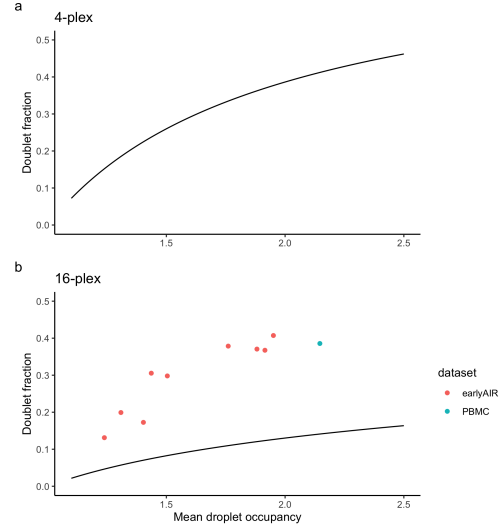 a
4-plex
Doublet fraction
0.5
0.4
0.3
0.2
0.1
0.0
1.5 2.0 2.5
b
16-plex
Doublet fraction
0.5
0.4
0.3
0.2
0.1
0.0
1.5 2.0 2.5
Mean droplet occupancy
dataset
earlyAIR
PBMC